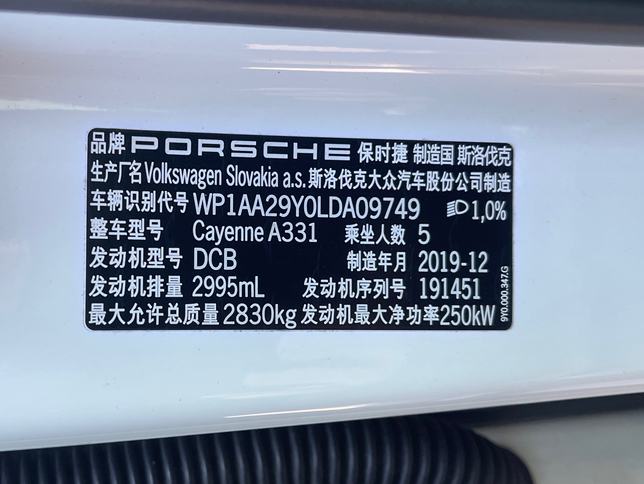 品牌 PORSCHE 保时捷 制造国 斯洛伐克
生产厂名 Volkswagen Slovakia a.s. 斯洛伐克大众汽车股份公司制造
车辆识别代号 WP1AA29Y0LDA09749 1,0%
整车型号 Cayenne A331 乘坐人数 5
发动机型号 DCB 制造年月 2019-12
发动机排量 2995mL 发动机序列号 191451
最大允许总质量 2830kg 发动机最大净功率 250kW
9Y0.000.347.G